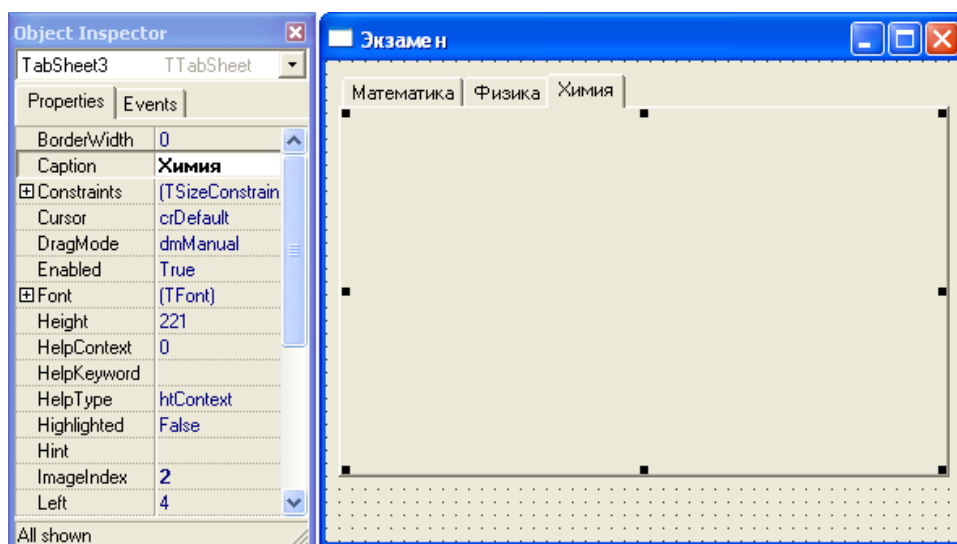 Object Inspector
TabSheet3 TTabSheet
Properties Events
BorderWidth 0
Caption Химия
Constraints (TSizeConstrain
Cursor crDefault
DragMode dmManual
Enabled True
Font (TFont)
Height 221
HelpContext 0
HelpKeyword
HelpType htContext
Highlighted False
Hint
ImageIndex 2
Left 4
All shown
Экзамен
Математика Физика Химия